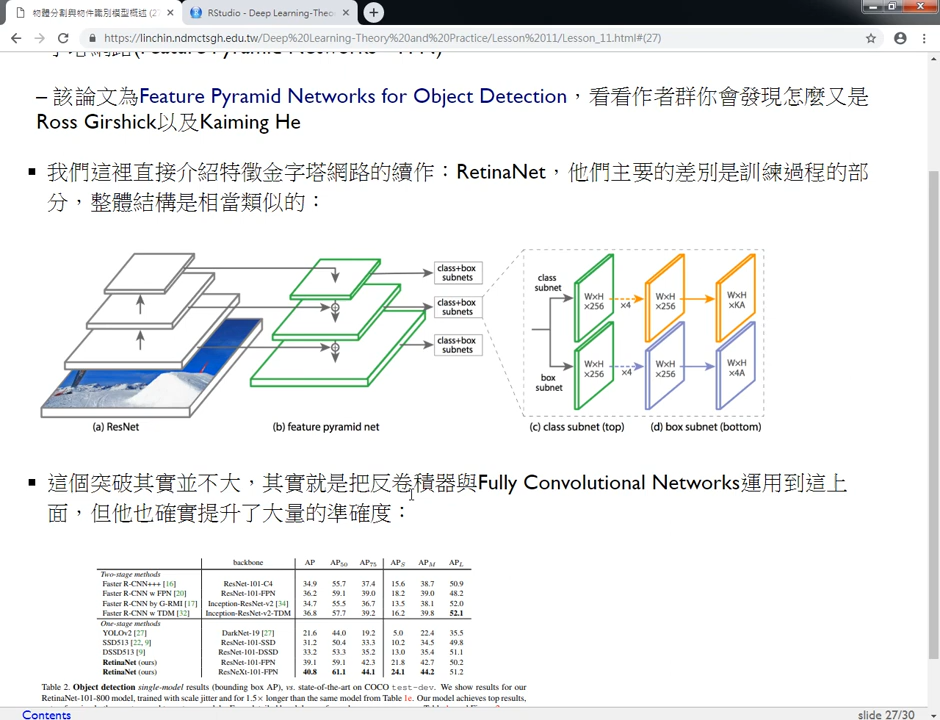 物體分割與物件識別模型概述 (27
RStudio - Deep Learning-Theo
https://linchin.ndmctsgh.edu.tw/Deep%20Learning-Theory%20and%20Practice/Lesson%2011/Lesson_11.html#(27)
– 該論文為Feature Pyramid Networks for Object Detection，看看作者群你會發現怎麼又是
Ross Girshick以及Kaiming He
▪ 我們這裡直接介紹特徵金字塔網路的續作：RetinaNet，他們主要的差別是訓練過程的部
分，整體結構是相當類似的：
class+box
subnets
class+box
subnets
class+box
subnets
class
subnet
W×H
×256
×4
W×H
×256
W×H
×KA
box
subnet
W×H
×256
×4
W×H
×256
W×H
×4A
(a) ResNet
(b) feature pyramid net
(c) class subnet (top)
(d) box subnet (bottom)
▪ 這個突破其實並不大，其實就是把反卷積器與Fully Convolutional Networks運用到這上
面，但他也確實提升了大量的準確度：
backbone AP AP50 AP75 APS APM APL
Two-stage methods
Faster R-CNN+++ [16] ResNet-101-C4 34.9 55.7 37.4 15.6 38.7 50.9
Faster R-CNN w FPN [20] ResNet-101-FPN 36.2 59.1 39.0 18.2 39.0 48.2
Faster R-CNN by G-RMI [17] Inception-ResNet-v2 [34] 34.7 55.5 36.7 13.5 38.1 52.0
Faster R-CNN w TDM [32] Inception-ResNet-v2-TDM 36.8 57.7 39.2 16.2 39.8 52.1
One-stage methods
YOLOv2 [27] DarkNet-19 [27] 21.6 44.0 19.2 5.0 22.4 35.5
SSD513 [22, 9] ResNet-101-SSD 31.2 50.4 33.3 10.2 34.5 49.8
DSSD513 [9] ResNet-101-DSSD 33.2 53.3 35.2 13.0 35.4 51.1
RetinaNet (ours) ResNet-101-FPN 39.1 59.1 42.3 21.8 42.7 50.2
RetinaNet (ours) ResNeXt-101-FPN 40.8 61.1 44.1 24.1 44.2 51.2
Table 2. Object detection single-model results (bounding box AP), vs. state-of-the-art on COCO test-dev. We show results for our
RetinaNet-101-800 model, trained with scale jitter and for 1.5× longer than the same model from Table 1e. Our model achieves top results,
Contents
slide 27/30